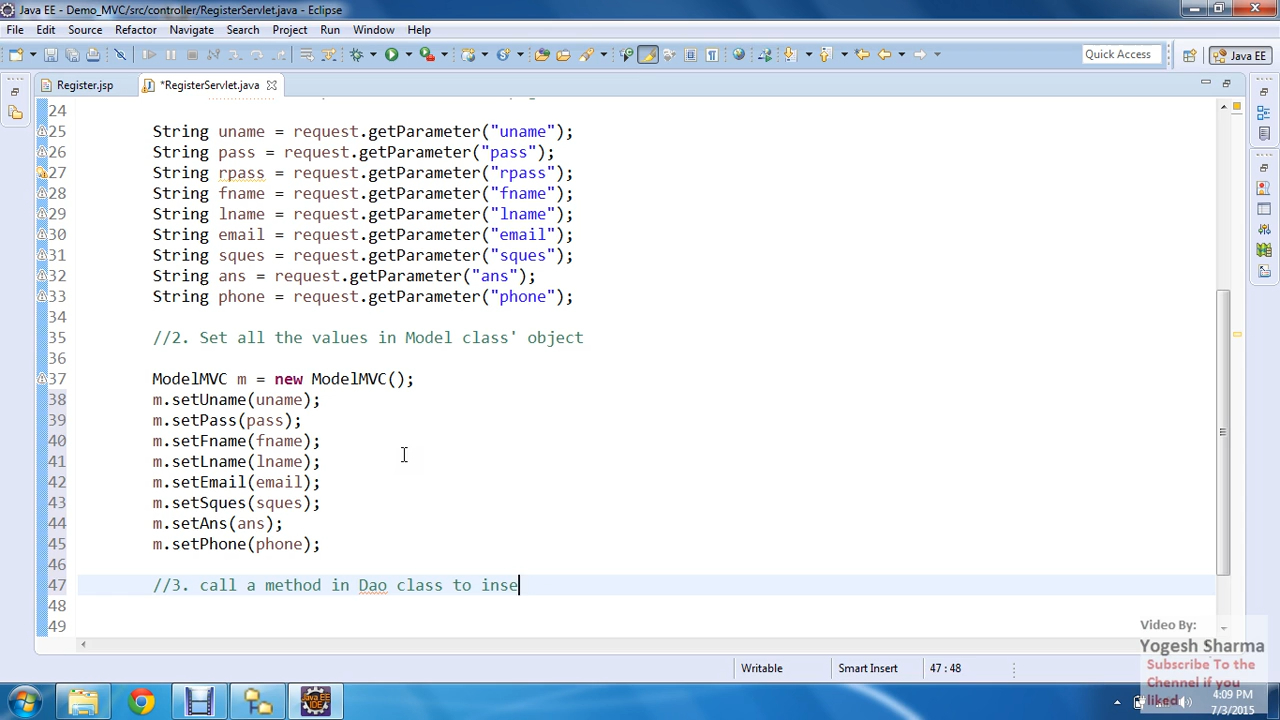 Java EE - Demo_MVC/src/controller/RegisterServlet.java - Eclipse
File Edit Source Refactor Navigate Search Project Run Window Help
Quick Access Java EE
Register.jsp *RegisterServlet.java
24
25 String uname = request.getParameter("uname");
26 String pass = request.getParameter("pass");
27 String rpass = request.getParameter("rpass");
28 String fname = request.getParameter("fname");
29 String lname = request.getParameter("lname");
30 String email = request.getParameter("email");
31 String sques = request.getParameter("sques");
32 String ans = request.getParameter("ans");
33 String phone = request.getParameter("phone");
34
35 //2. Set all the values in Model class' object
36
37 ModelMVC m = new ModelMVC();
38 m.setUname(uname);
39 m.setPass(pass);
40 m.setFname(fname);
41 m.setLname(lname);
42 m.setEmail(email);
43 m.setSques(sques);
44 m.setAns(ans);
45 m.setPhone(phone);
46
47 //3. call a method in Dao class to inse
48
49
Video By:
Yogesh Sharma
Subscribe To the
Chennel if you
liked
Writable Smart Insert 47 : 48
Java EE IDE
4:09 PM
7/3/2015